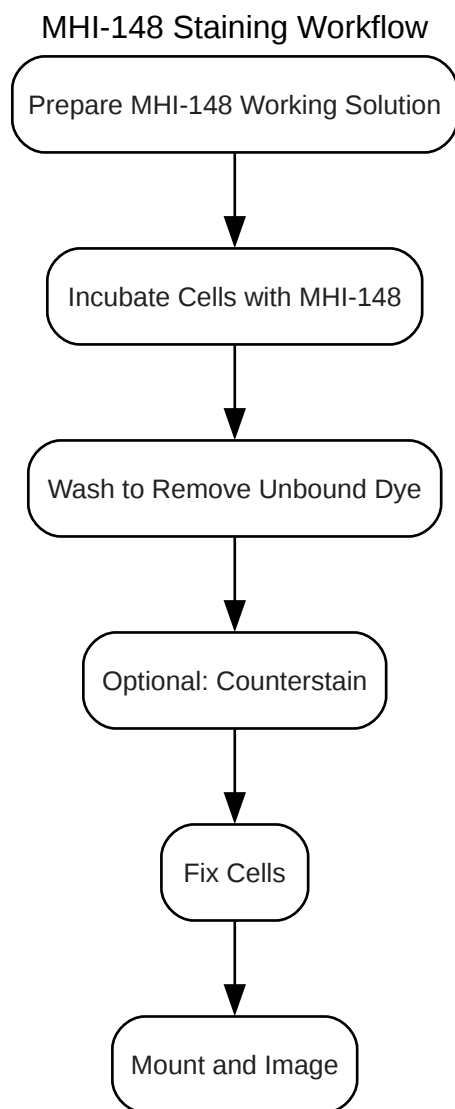 MHI-148 Staining Workflow
Prepare MHI-148 Working Solution
Incubate Cells with MHI-148
Wash to Remove Unbound Dye
Optional: Counterstain
Fix Cells
Mount and Image